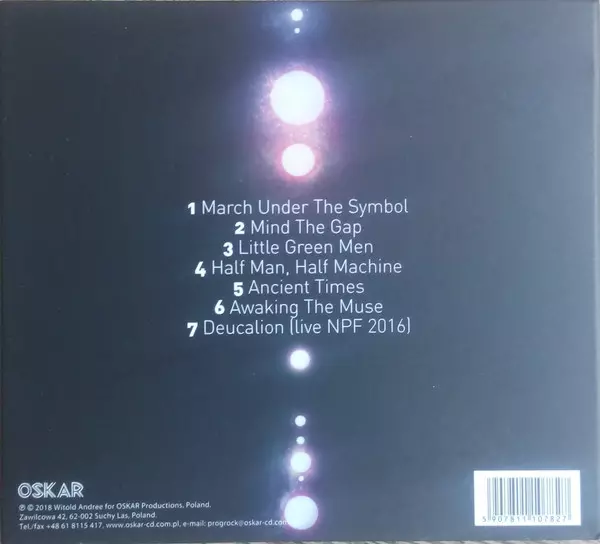 1 March Under The Symbol
2 Mind The Gap
3 Little Green Men
4 Half Man, Half Machine
5 Ancient Times
6 Awaking The Muse
7 Deucalion (live NPF 2016)
OSKAR
℗ © 2018 Witold Andree for OSKAR Productions, Poland.
Zawilcowa 42, 62-002 Suchy Las, Poland.
Tel./fax +48 61 8115 417, www.oskar-cd.com.pl, e-mail: progrock@oskar-cd.com
5 907811 107827